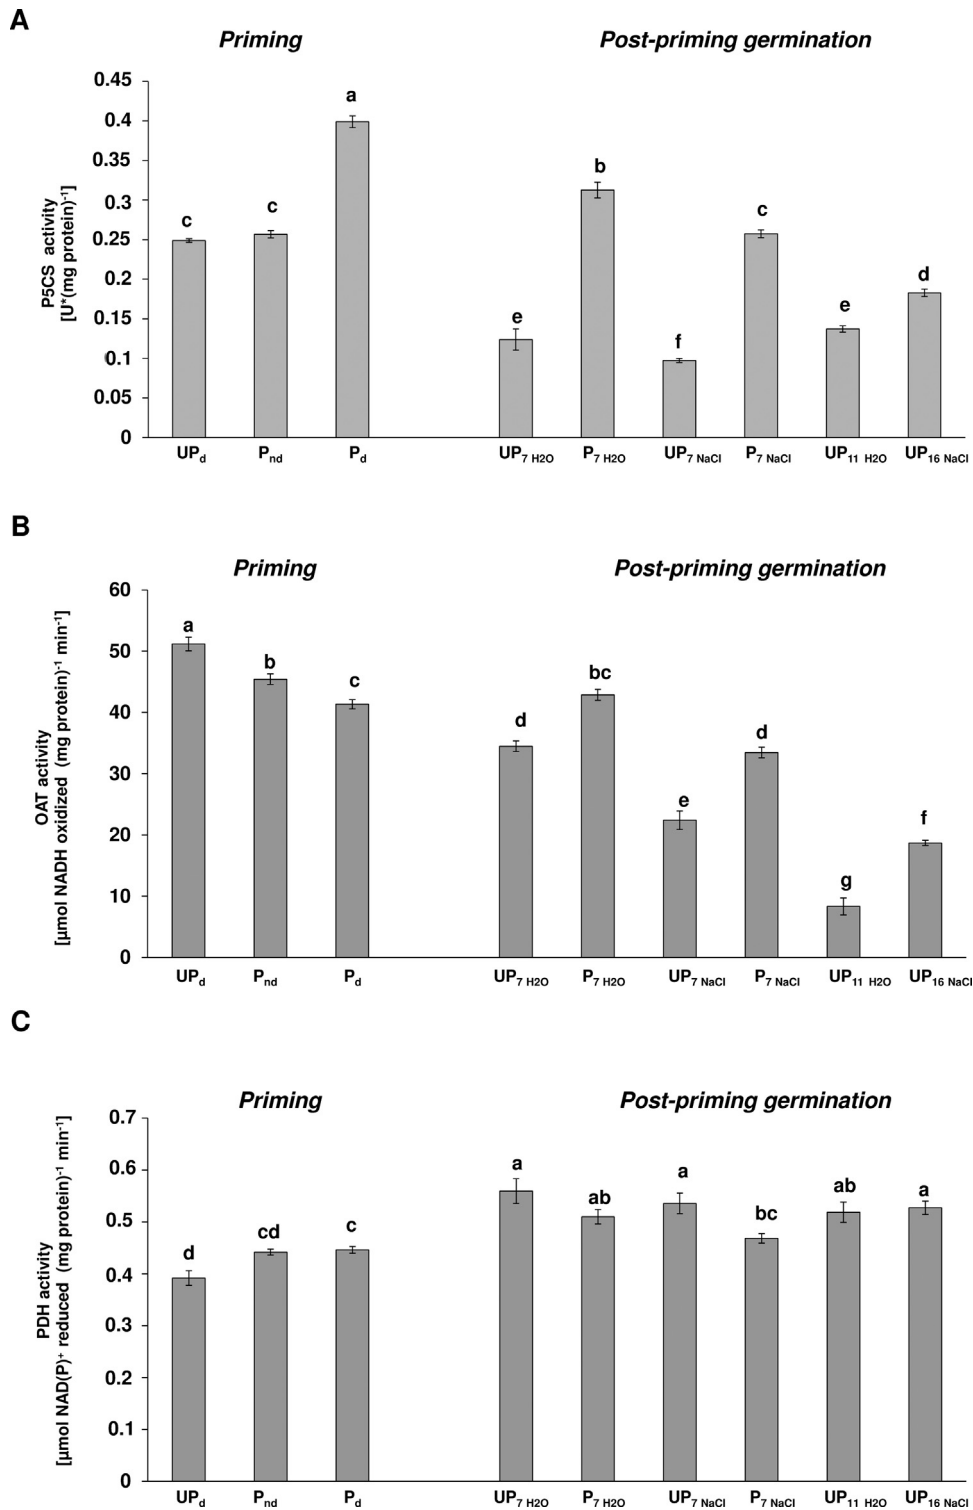 A
Priming
Post-priming germination
P5CS activity
[U*(mg protein)⁻¹]
0.45
0.4
0.35
0.3
0.25
0.2
0.15
0.1
0.05
0
c
c
a
e
b
f
c
e
d
UPd
Pnd
Pd
UP7 H2O
P7 H2O
UP7 NaCl
P7 NaCl
UP11 H2O
UP16 NaCl
B
Priming
Post-priming germination
OAT activity
[µmol NADH oxidized (mg protein)⁻¹ min⁻¹]
60
50
40
30
20
10
0
a
b
c
d
bc
e
d
g
f
UPd
Pnd
Pd
UP7 H2O
P7 H2O
UP7 NaCl
P7 NaCl
UP11 H2O
UP16 NaCl
C
Priming
Post-priming germination
PDH activity
[µmol NAD(P)⁺ reduced (mg protein)⁻¹ min⁻¹]
0.7
0.6
0.5
0.4
0.3
0.2
0.1
0
d
cd
c
a
ab
a
bc
ab
a
UPd
Pnd
Pd
UP7 H2O
P7 H2O
UP7 NaCl
P7 NaCl
UP11 H2O
UP16 NaCl